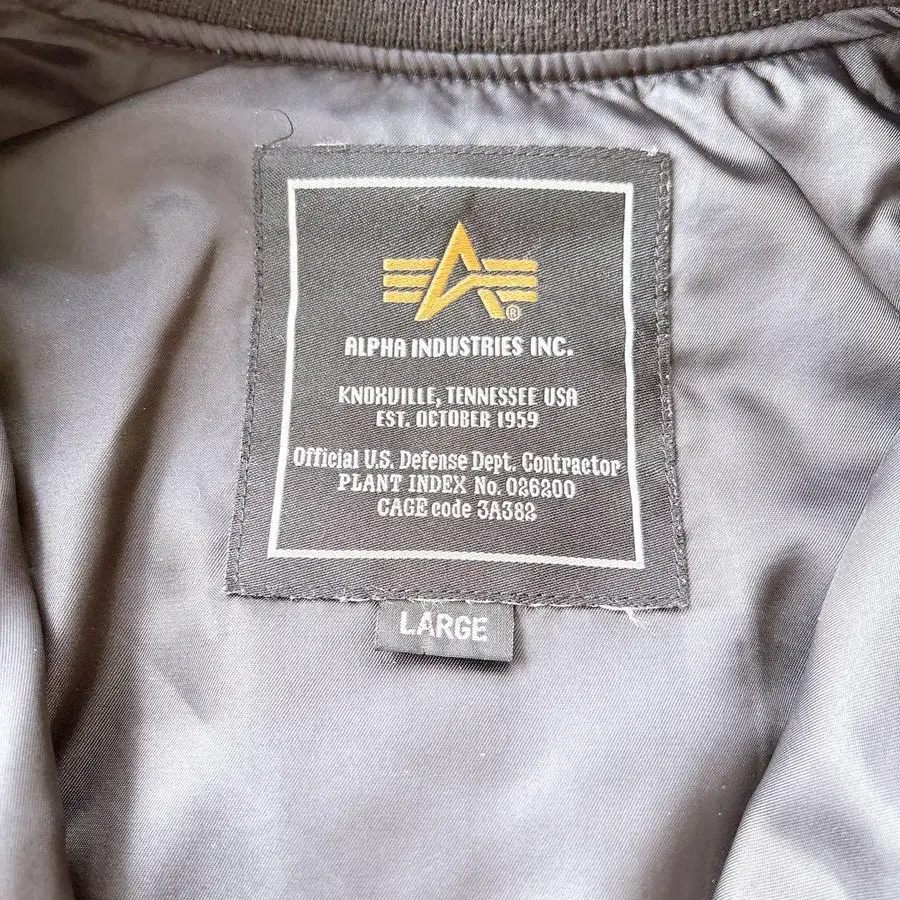 ®
ALPHA INDUSTRIES INC.
KNOXVILLE, TENNESSEE USA
EST. OCTOBER 1959
Official U.S. Defense Dept. Contractor
PLANT INDEX No. 026200
CAGE code 3A382
LARGE